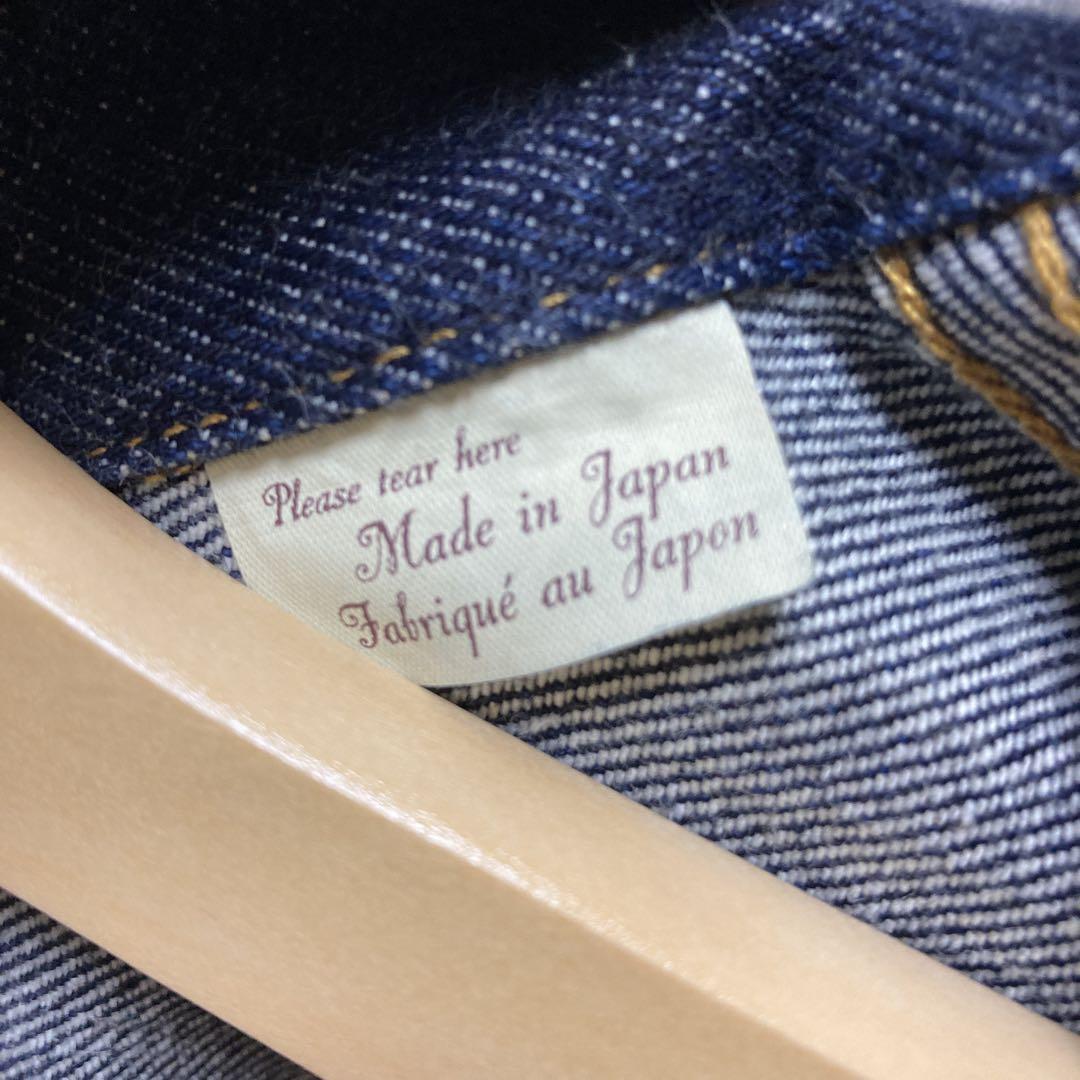 Please tear here
Made in Japan
Fabriqué au Japon